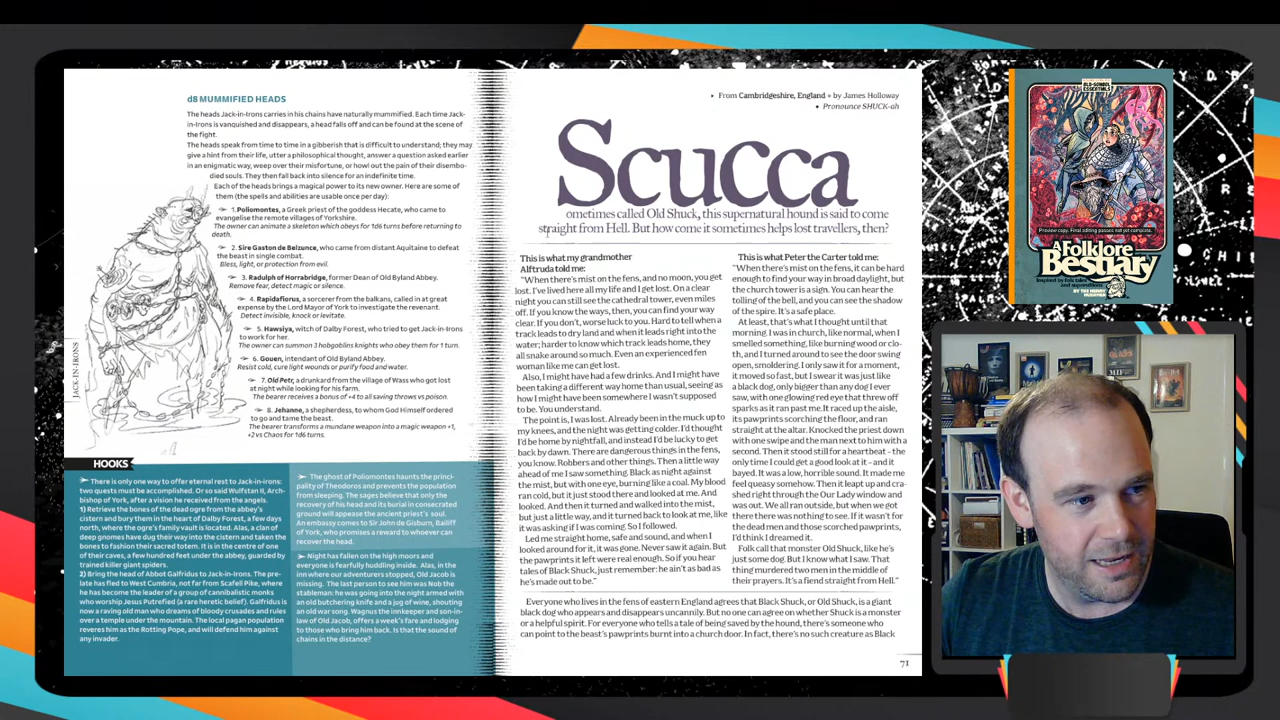 d8 MUMMIFIED HEADS
The heads Jack-in-Irons carries in his chains have naturally mummified. Each time Jack-
in-Irons is vanquished and disappears, a head falls off and can be found at the scene of
the fight.
The heads speak from time to time in a gibberish that is difficult to understand; they may
give a hint from their life, utter a philosophical thought, answer a question asked earlier
in an enigmatic way, weep over their misfortune, or howl out the pain of their disembo-
died souls. They then fall back into silence for an indefinite time.
Each of the heads brings a magical power to its new owner. Here are some of
them (the spells and abilities are usable once per day):
1. Poliomontes, a Greek priest of the goddess Hecate, who came to
evangelise the remote villages of Yorkshire.
The owner can animate a skeleton which obeys for 1d6 turns before returning to
death.
2. Sire Gaston de Belzunce, who came from distant Aquitaine to defeat
the beast in single combat.
Bless, light, or protection from evil.
3. Radulph of Horrabridge, former Dean of Old Byland Abbey.
Remove fear, detect magic or silence.
4. Rapidafiorus, a sorcerer from the balkans, called in at great
expense by the Lord Mayor of York to investigate the monster.
Detect invisible, knock or levitate.
5. Hawsiya, witch of Dalby Forest, who tried to get Jack-in-Irons
to work for her.
The owner can summon 3 hobgoblins knights who obey them for 1 turn.
6. Gouen, intendant of Old Byland Abbey.
Resist cold, cure light wounds or purify food and water.
7. Old Petr, a drunkard from the village of Wass who got lost
at night while looking for his farm.
The bearer receives a bonus of +4 to all saving throws vs poison.
8. Jehanne, a shepherdess, to whom God Himself ordered
to go and tame the beast.
The bearer transforms a mundane weapon into a magic weapon +1,
+2 vs Chaos for 1d6 turns.
JACK-IN-IRONS
HOOKS
There is only one way to offer eternal rest to Jack-in-irons:
two quests must be accomplished. Or so said Wulfstan II, Arch-
bishop of York, after a vision he received from the angels.
1) Retrieve the bones of the dead ogre from the abbey's
cistern and bury them in the heart of Dalby Forest, a few days
north, where the ogre's family vault is located. Alas, a clan of
deep gnomes have dug their way into the cistern and taken the
bones to fashion their sacred totem. It is in the centre of one
of their caves, a few hundred feet under the abbey, guarded by
trained killer giant spiders.
2) Bring the head of Abbot Galfridus to Jack-in-Irons. The pre-
late has fled to West Cumbria, not far from Scafell Pike, where
he has become the leader of a group of cannibalistic monks
who worship Jesus Putrefied (a rare heretic belief). Galfridus is
now a raving old man who dreams of bloody crusades and rules
over a temple under the mountain. The local pagan population
reveres him as the Rotting Pope, and will defend him against
any invader.
The ghost of Poliomontes haunts the princi-
pality of Theodoros and prevents the population
from sleeping. The sages believe that only the
recovery of his head and its burial in consecrated
ground will appease the ancient priest's soul.
An embassy comes to Sir John de Gisburn, Bailiff
of York, who promises a reward to whoever can
recover the head.
Night has fallen on the high moors and
everyone is fearfully huddling inside. Alas, in the
inn where our adventurers stopped, Old Jacob is
missing. The last person to see him was Nob the
stableman: he was going into the night armed with
an old butchering knife and a jog of wine, shouting
an old war song. Wagnus the innkeeper and son-in-
law of Old Jacob, offers a week's fare and lodging
to those who bring him back. Is that the sound of
chains in the distance?
From Cambridgeshire, England • by James Holloway
• Pronounce SHUCK-ah
Scucca
ometimes called Old Shuck, this supernatural hound is said to come
straight from Hell. But how come it sometimes helps lost travellers, then?
This is what my grandmother
Alftruda told me:
"When there's mist on the fens, and no moon, you get
lost. I've lived here all my life and I get lost. On a clear
night you can still see the cathedral tower, even miles
off. If you know the ways, then, you can find your way
clear. If you don't, worse luck to you. Hard to tell when a
track leads to dry land and when it leads right into the
water; harder to know which track leads home, they
all snake around so much. Even an experienced fen
woman like me can get lost.
Also, I might have had a few drinks. And I might have
been taking a different way home than usual, seeing as
how I might have been somewhere I wasn't supposed
to be. You understand.
The point is, I was lost. Already been in the muck up to
my knees, and the night was getting colder. I'd thought
I'd be home by nightfall, and instead I'd be lucky to get
back by dawn. There are dangerous things in the fens,
you know. Robbers and other things. Then a little way
ahead of me I saw something. Black as night against
the mist, but with one eye, burning like a coal. My blood
ran cold, but it just stood there and looked at me. And
looked. And then it turned and walked into the mist,
but just a little way, and it turned back to look at me, like
it was asking if I was coming. So I followed.
Led me straight home, safe and sound, and when I
looked around for it, it was gone. Never saw it again. But
the pawprints it left were real enough. So if you hear
tales of Black Shuck, just remember: he ain't as bad as
he's made out to be."
This is what Peter the Carter told me:
"When there's mist on the fens, it can be hard
enough to find your way in broad daylight, but
the church tower is a sign. You can hear the
tolling of the bell, and you can see the shadow
of the spire. It's a safe place.
At least, that's what I thought until that
morning. I was in church, like normal, when I
smelled something, like burning wood or clo-
th, and I turned around to see the door swing
open, smoldering. I only saw it for a moment,
it moved so fast, but I swear it was just like
a black dog, only bigger than any dog I ever
saw, with one glowing red eye that threw off
sparks as it ran past me. It raced up the aisle,
its pawprints scorching the floor, and ran
straight at the altar. Knocked the priest down
with one swipe and the man next to him with a
second. Then it stood still for a heartbeat – the
only time I could get a good look at it – and it
bayed. It was a low, horrible sound. It made me
feel queasy somehow. Then it leapt up and cra-
shed right through the Our Lady window and
was out. We all ran outside, but when we got
there there was nothing to see. If it wasn't for
the dead men and those scorched pawprints,
I'd think I dreamed it.
Folk call that monster Old Shuck, like he's
just some dog. But I know what I saw. That
thing murdered two men in the middle of
their prayers. It's a fiend straight from Hell."
Everyone who lives in the fens of eastern England agrees that Black Shuck, or Old Shuck, is a giant
black dog who appears and disappears uncannily. But no one can agree on whether Shuck is a monster
or a helpful spirit. For everyone who tells a tale of being saved by the hound, there's someone who
can point to the beast's pawprints burnt into a church door. In fact, there's no such creature as Black
71
OLD-SCHOOL
ESSENTIALS
Preview copy. Final editing passes not yet complete.
A Folklore
Bestiary
Inspired by folk tales
and superstitions
BY THE MERRY
MUSHMEN